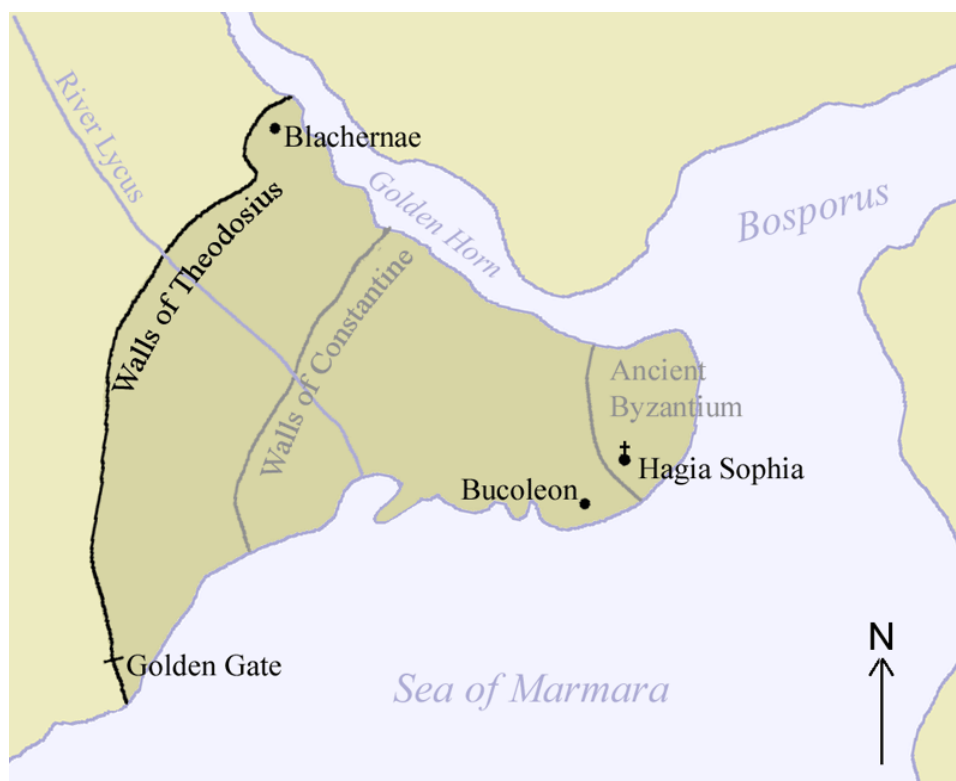 River Lycus
Blachernae
Golden Horn
Bosporus
Walls of Theodosius
Walls of Constantine
Ancient
Byzantium
Hagia Sophia
Bucoleon
N
Golden Gate
Sea of Marmara